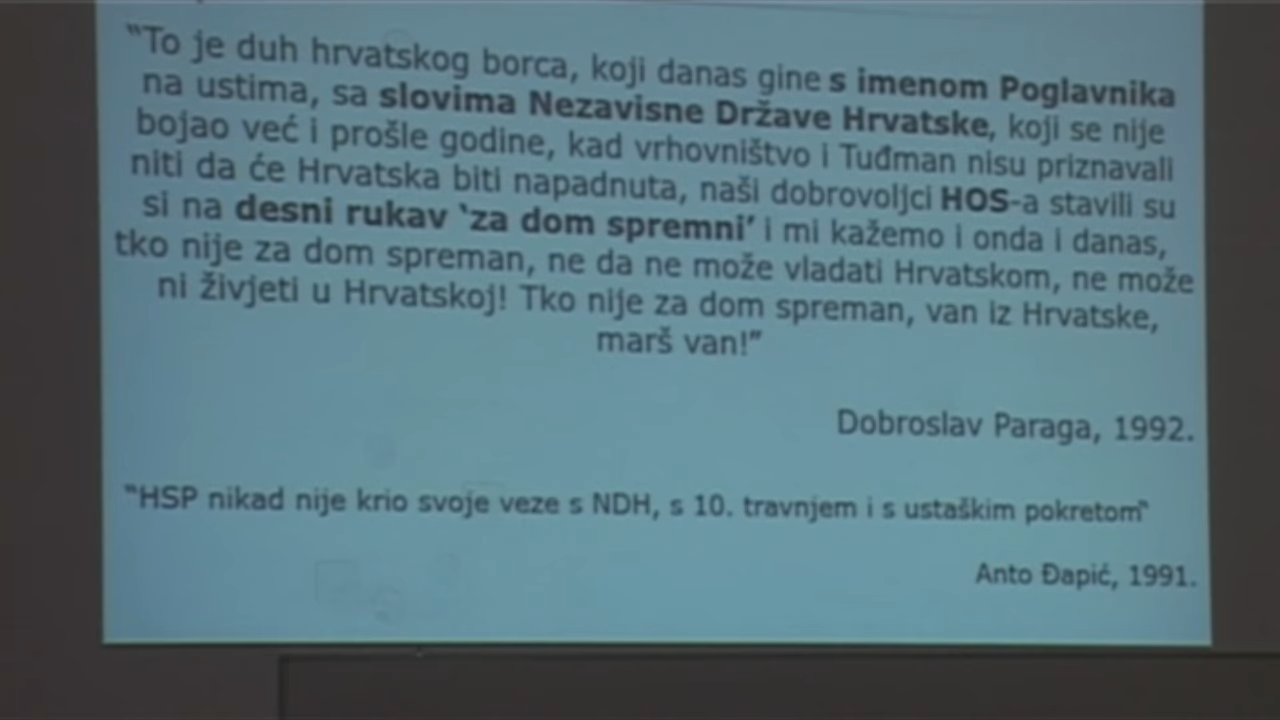 "To je duh hrvatskog borca, koji danas gine s imenom Poglavnika
na ustima, sa slovima Nezavisne Države Hrvatske, koji se nije
bojao već i prošle godine, kad vrhovništvo i Tuđman nisu priznavali
niti da će Hrvatska biti napadnuta, naši dobrovoljci HOS-a stavili su
si na desni rukav 'za dom spremni' i mi kažemo i onda i danas,
tko nije za dom spreman, ne da ne može vladati Hrvatskom, ne može
ni živjeti u Hrvatskoj! Tko nije za dom spreman, van iz Hrvatske,
marš van!"
Dobroslav Paraga, 1992.
"HSP nikad nije krio svoje veze s NDH, s 10. travnjem i s ustaškim pokretom"
Anto Đapić, 1991.